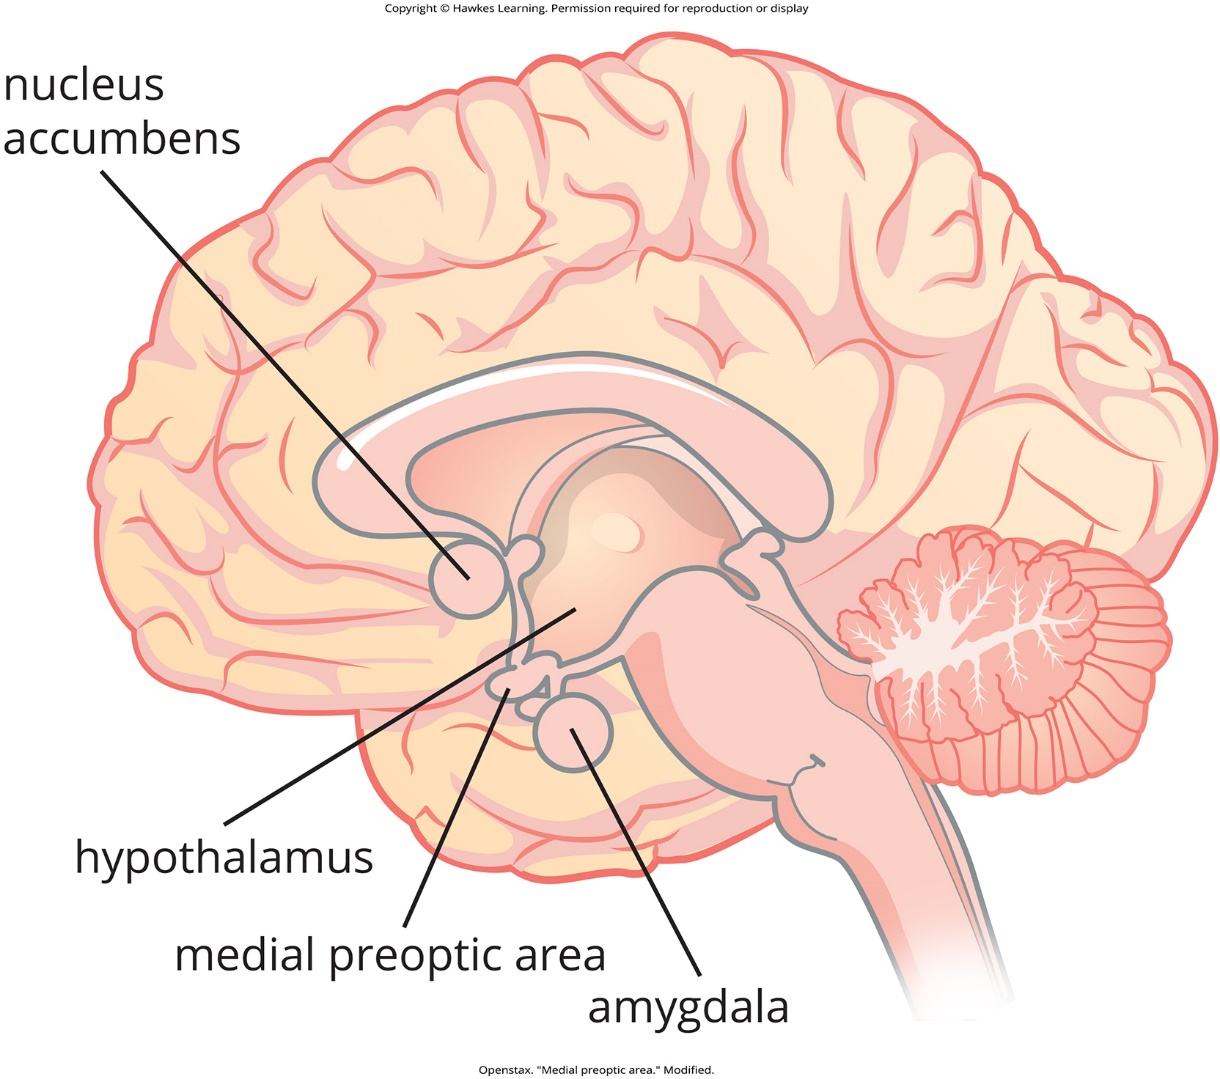 Copyright © Hawkes Learning. Permission required for reproduction or display
nucleus
accumbens
hypothalamus
medial preoptic area
amygdala
Openstax. "Medial preoptic area." Modified.